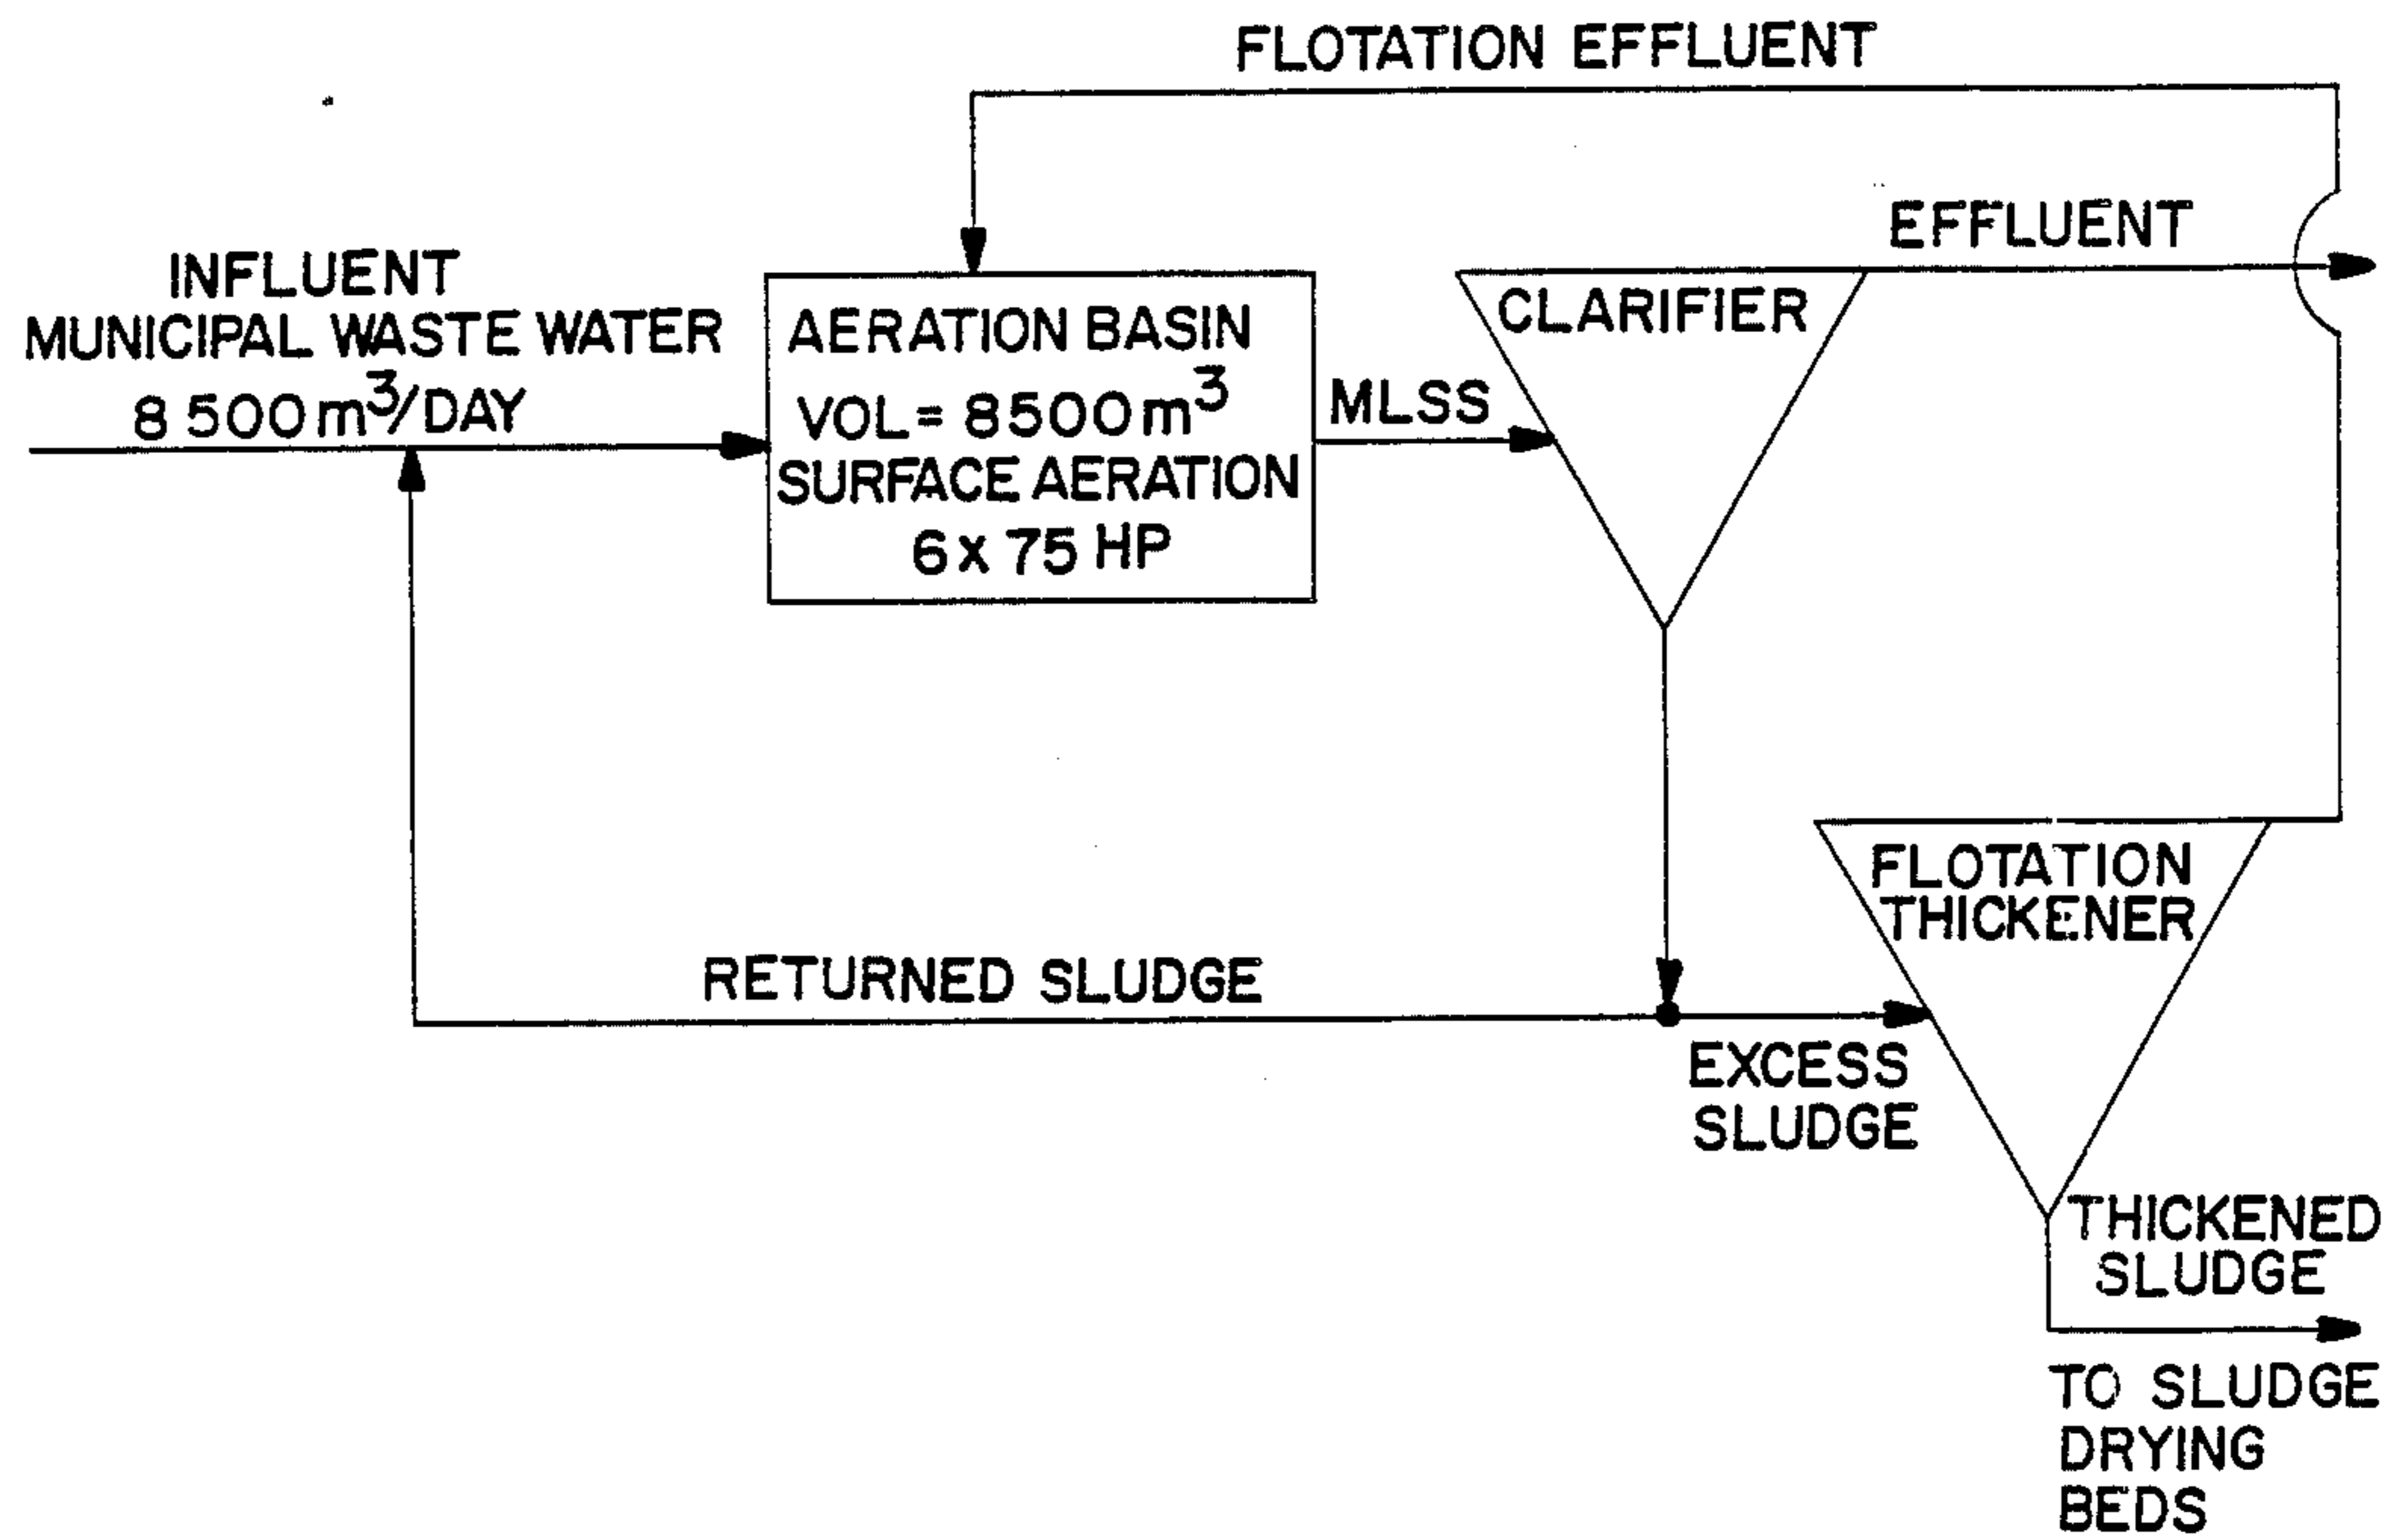 FLOTATION EFFLUENT
EFFLUENT
INFLUENT
MUNICIPAL WASTE WATER
8 500 m³/DAY
AERATION BASIN
VOL = 8500 m³
SURFACE AERATION
6 x 75 HP
MLSS
CLARIFIER
FLOTATION
THICKENER
RETURNED SLUDGE
EXCESS
SLUDGE
THICKENED
SLUDGE
TO SLUDGE
DRYING
BEDS